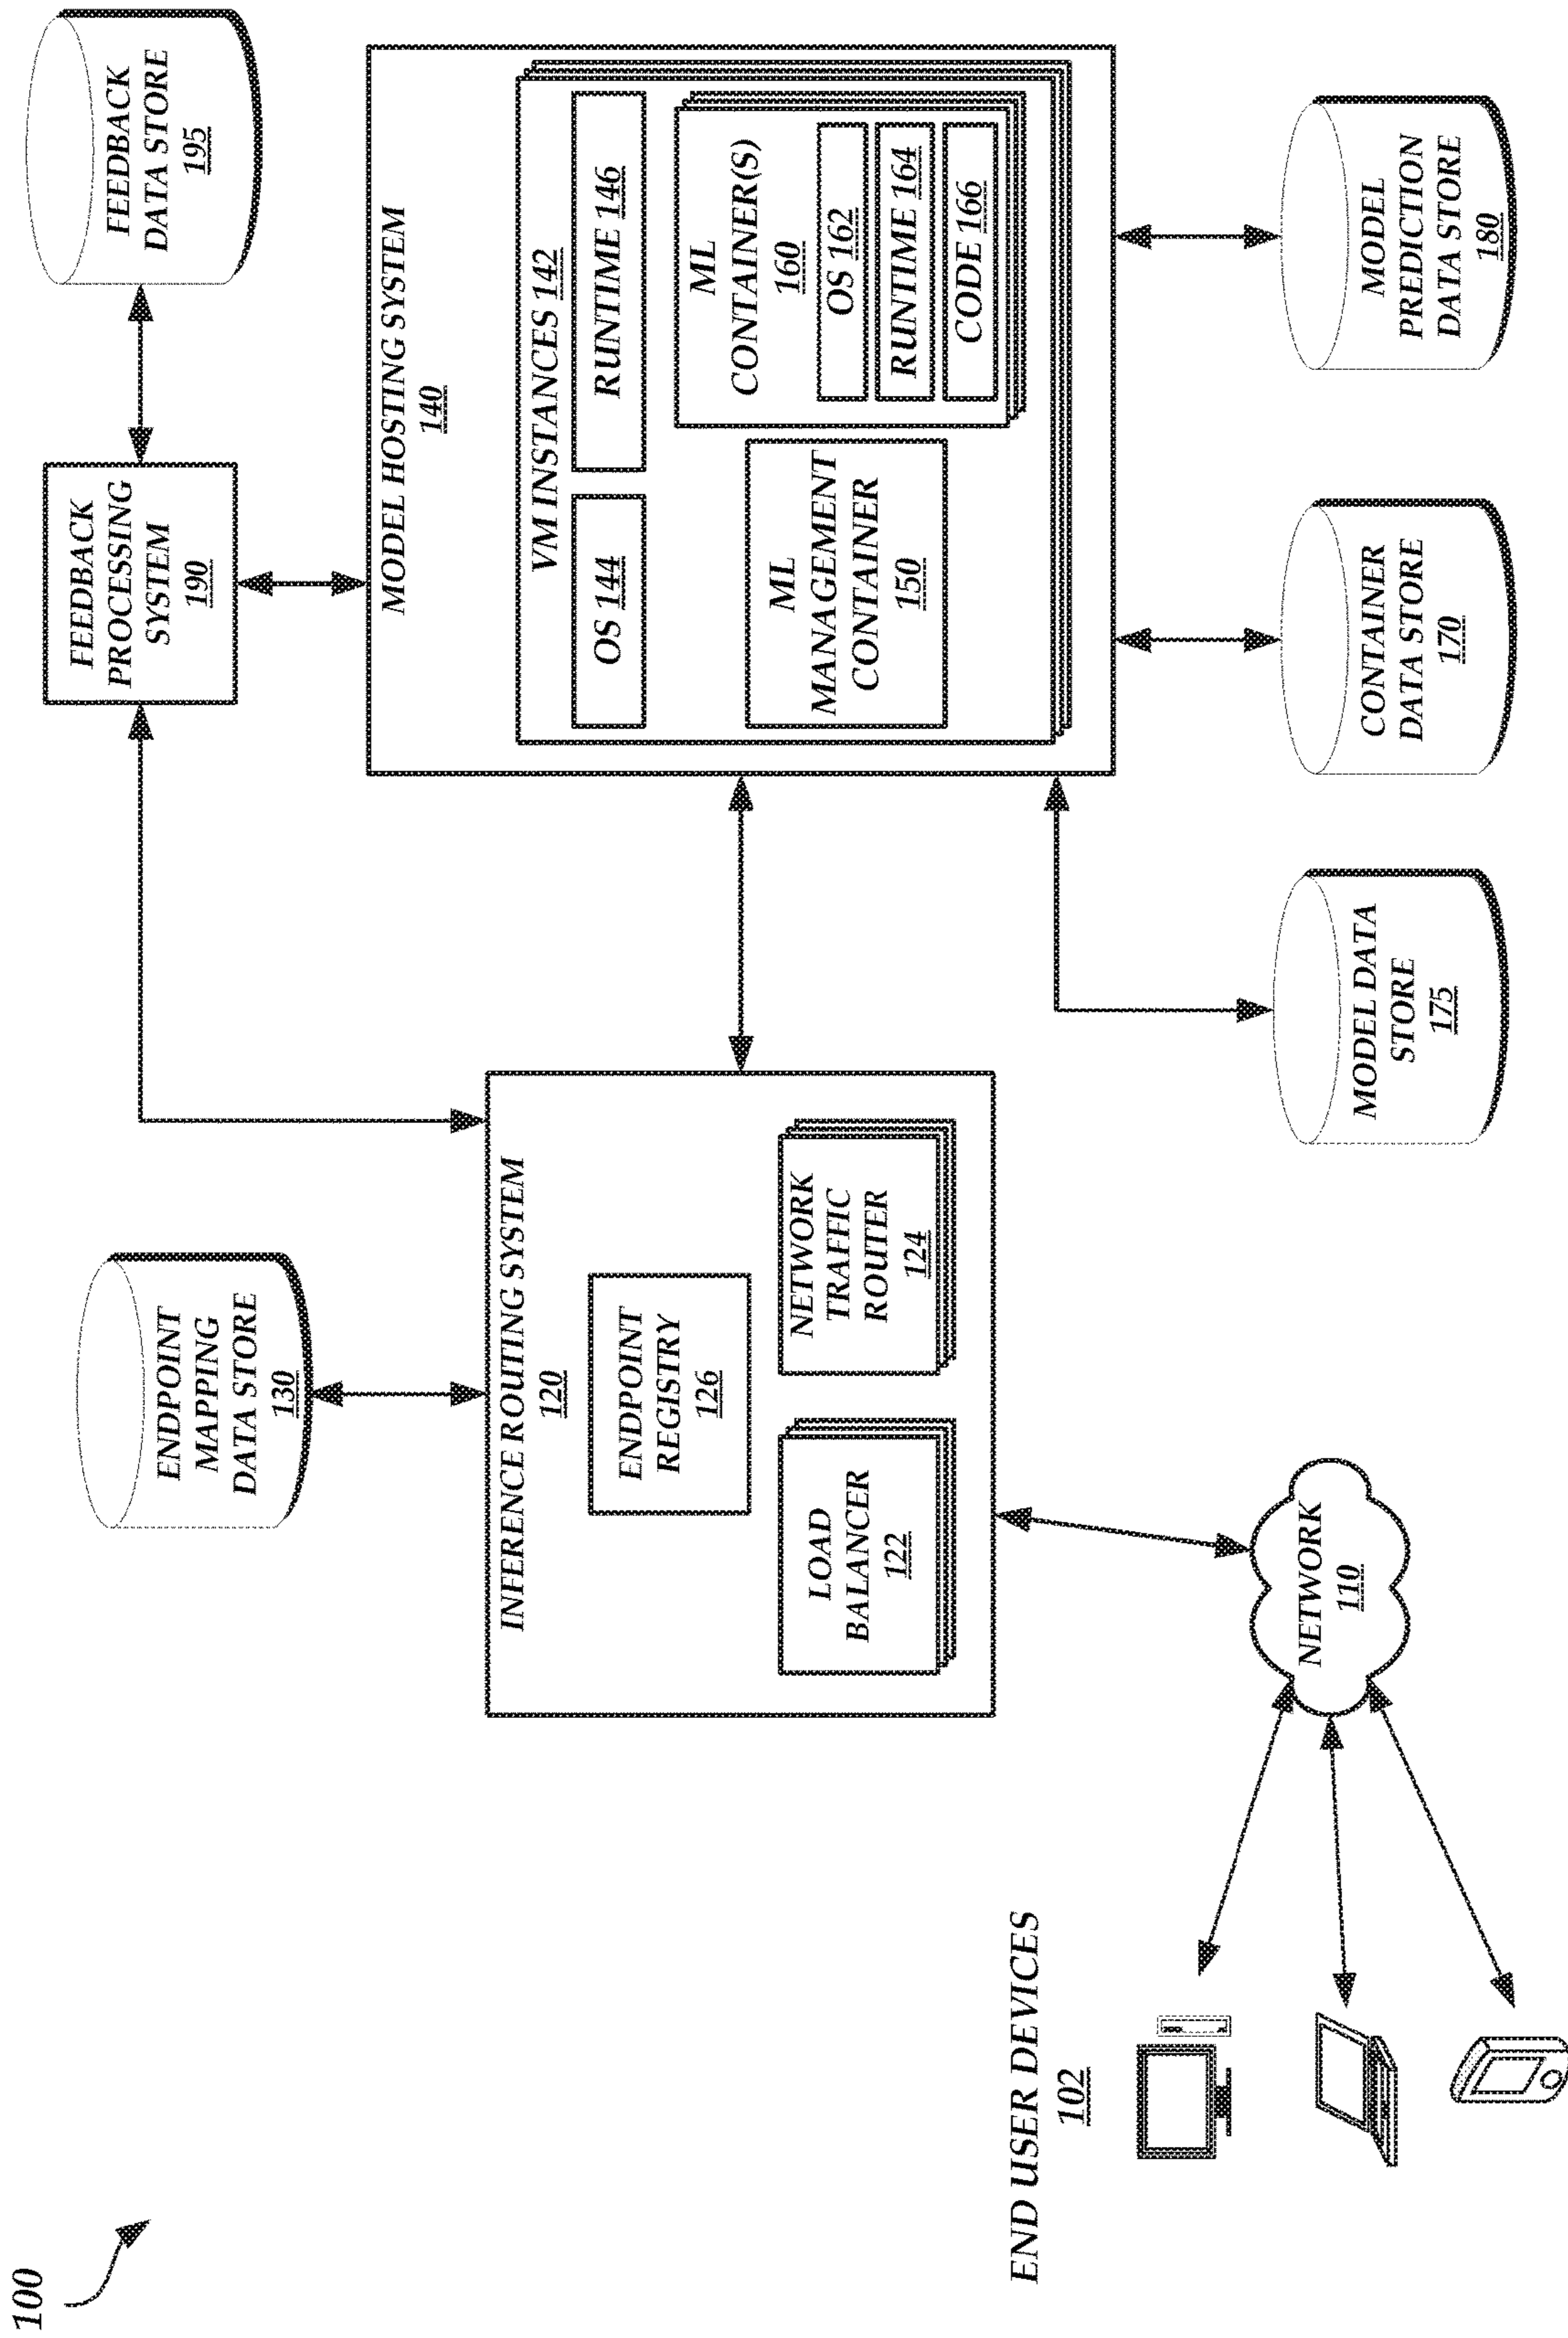 100
END USER DEVICES
102
NETWORK
110
ENDPOINT
MAPPING
DATA STORE
130
INFERENCE ROUTING SYSTEM
120
ENDPOINT
REGISTRY
126
LOAD
BALANCER
122
NETWORK
TRAFFIC
ROUTER
124
FEEDBACK
PROCESSING
SYSTEM
190
FEEDBACK
DATA STORE
195
MODEL HOSTING SYSTEM
140
VM INSTANCES 142
OS 144
RUNTIME 146
ML
MANAGEMENT
CONTAINER
150
ML
CONTAINER(S)
160
OS 162
RUNTIME 164
CODE 166
MODEL DATA
STORE
175
CONTAINER
DATA STORE
170
MODEL
PREDICTION
DATA STORE
180